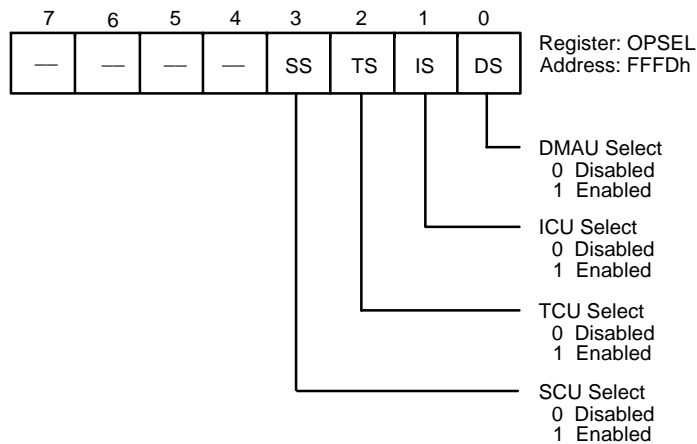 7 6 5 4 3 2 1 0
Register: OPSEL
Address: FFFDh
— — — — SS TS IS DS
DMAU Select
0 Disabled
1 Enabled
ICU Select
0 Disabled
1 Enabled
TCU Select
0 Disabled
1 Enabled
SCU Select
0 Disabled
1 Enabled